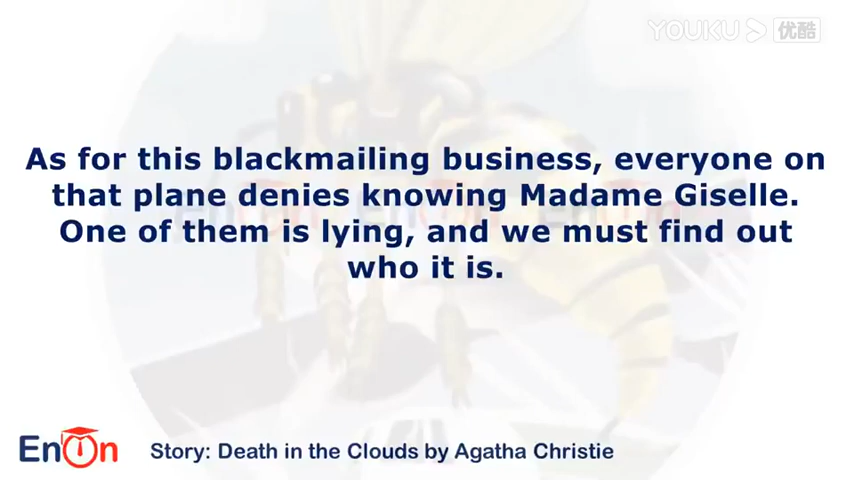 YOUKU 优酷
As for this blackmailing business, everyone on
that plane denies knowing Madame Giselle.
One of them is lying, and we must find out
who it is.
EnOn
Story: Death in the Clouds by Agatha Christie